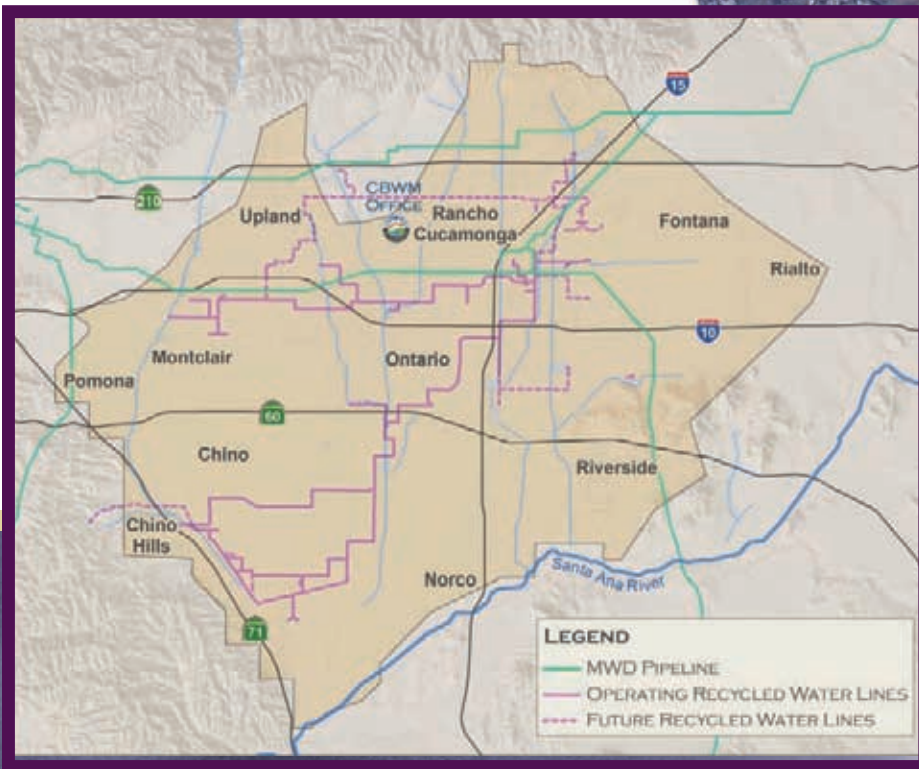 15
210
CBWM
OFFICE
Upland
Rancho
Cucamonga
Fontana
Rialto
10
Montclair
Ontario
Pomona
60
Chino
Riverside
Chino
Hills
Norco
Santa Ana River
71
LEGEND
MWD PIPELINE
OPERATING RECYCLED WATER LINES
FUTURE RECYCLED WATER LINES